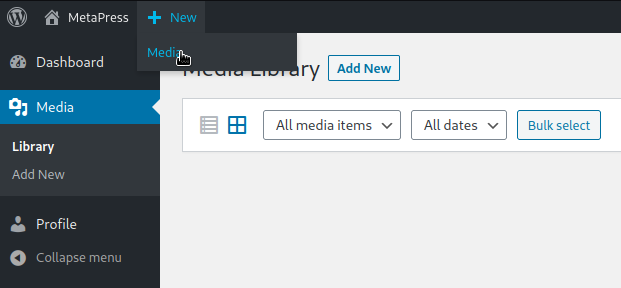 MetaPress New
Media
Dashboard
Media Library Add New
Media
All media items All dates Bulk select
Library
Add New
Profile
Collapse menu